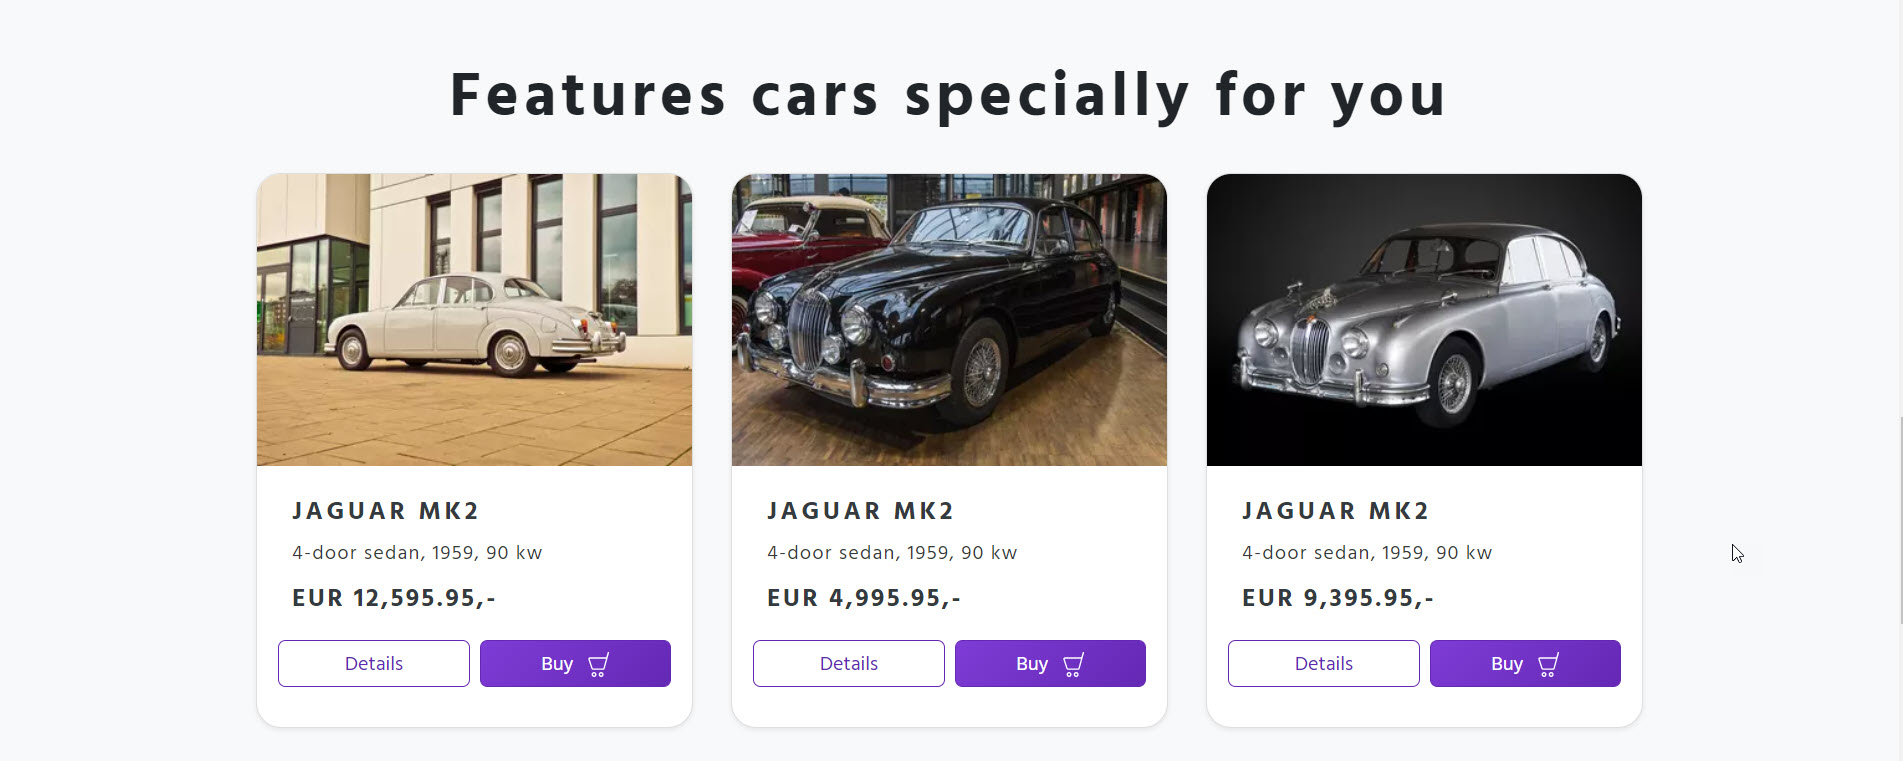 Features cars specially for you
JAGUAR MK2
4-door sedan, 1959, 90 kw
EUR 12,595.95,-
Details
Buy
JAGUAR MK2
4-door sedan, 1959, 90 kw
EUR 4,995.95,-
Details
Buy
JAGUAR MK2
4-door sedan, 1959, 90 kw
EUR 9,395.95,-
Details
Buy